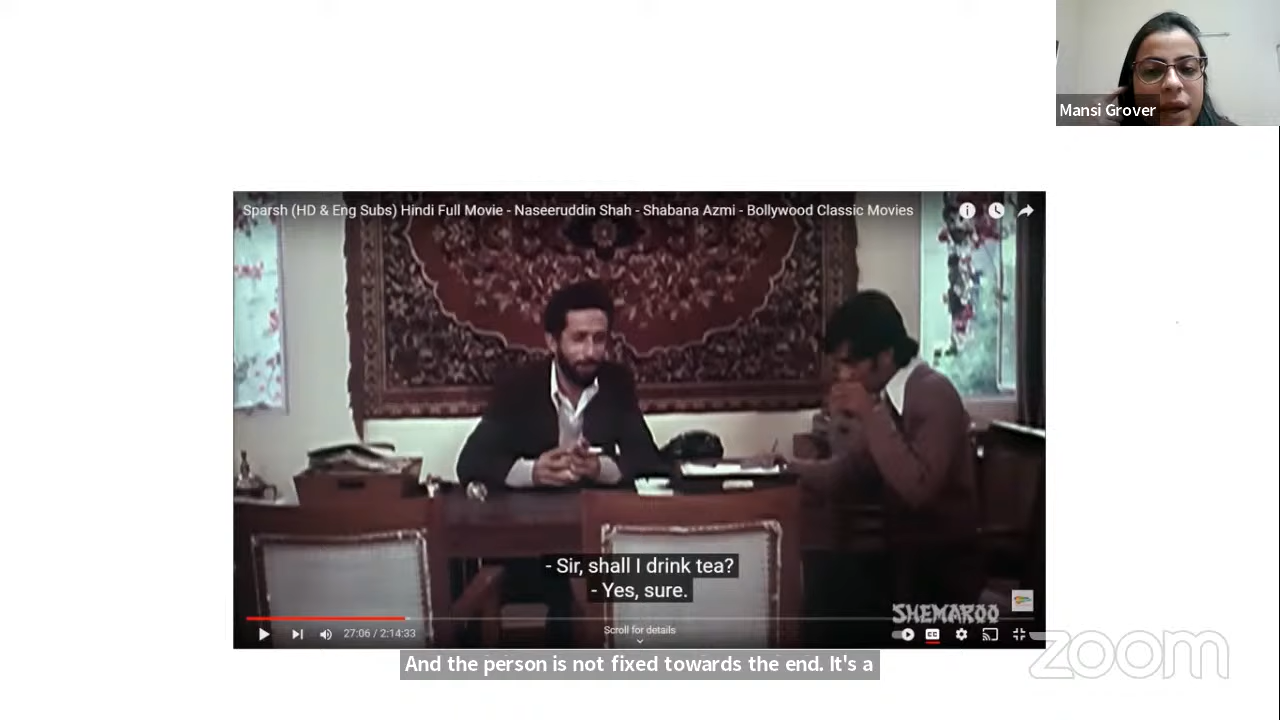 Mansi Grover
Sparsh (HD & Eng Subs) Hindi Full Movie - Naseeruddin Shah - Shabana Azmi - Bollywood Classic Movies
- Sir, shall I drink tea?
- Yes, sure.
SHEMAROO
27:06 / 2:14:33
Scroll for details
CC
And the person is not fixed towards the end. It's a
zoom